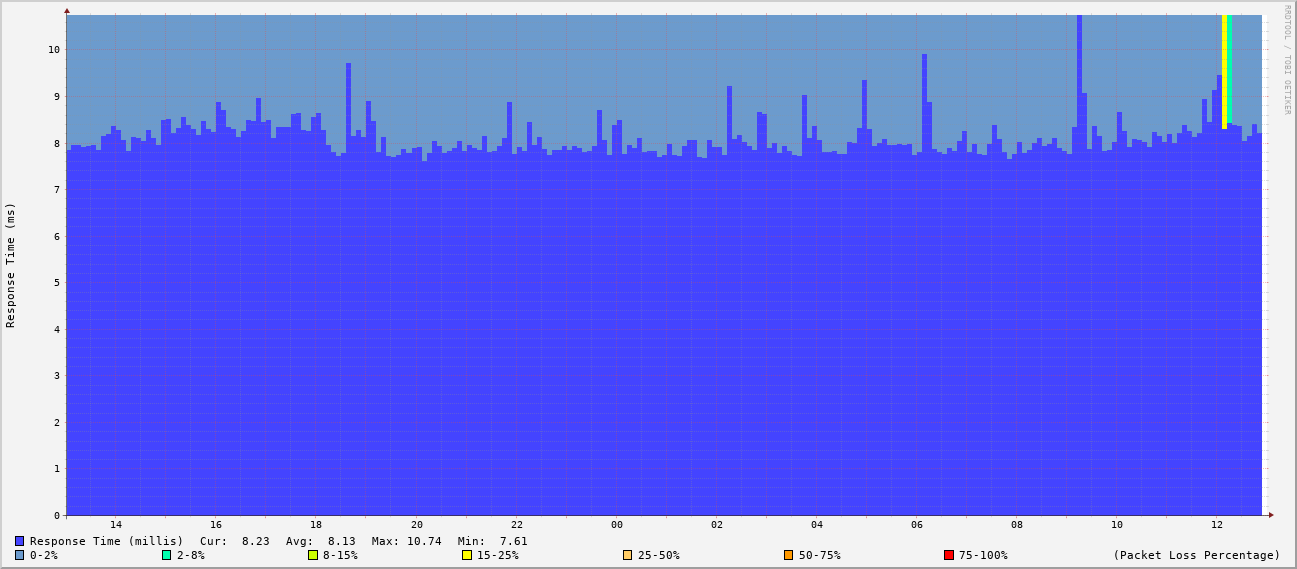 RRDTOOL / TOBI OETIKER
Response Time (ms)
10
9
8
7
6
5
4
3
2
1
0
14 16 18 20 22 00 02 04 06 08 10 12
Response Time (millis) Cur: 8.23 Avg: 8.13 Max: 10.74 Min: 7.61
0-2% 2-8% 8-15% 15-25% 25-50% 50-75% 75-100% (Packet Loss Percentage)